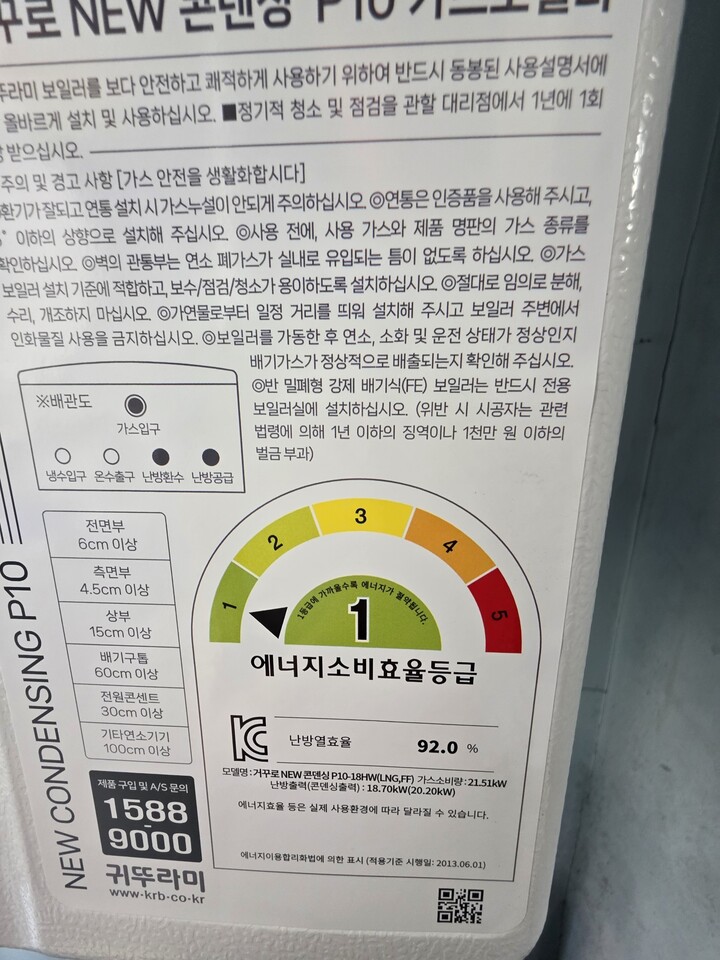 거꾸로 NEW 콘덴싱 P10 가스보일러
귀뚜라미 보일러를 보다 안전하고 쾌적하게 사용하기 위하여 반드시 동봉된 사용설명서에
올바르게 설치 및 사용하십시오. ■정기적 청소 및 점검을 관할 대리점에서 1년에 1회
받으십시오.
주의 및 경고 사항 [가스 안전을 생활화합시다]
환기가 잘되고 연통 설치 시 가스누설이 안되게 주의하십시오. ◎연통은 인증품을 사용해 주시고,
이하의 상향으로 설치해 주십시오. ◎사용 전에, 사용 가스와 제품 명판의 가스 종류를
확인하십시오. ◎벽의 관통부는 연소 폐가스가 실내로 유입되는 틈이 없도록 하십시오. ◎가스
보일러 설치 기준에 적합하고, 보수/점검/청소가 용이하도록 설치하십시오. ◎절대로 임의로 분해,
수리, 개조하지 마십시오. ◎가연물로부터 일정 거리를 띄워 설치해 주시고 보일러 주변에서
인화물질 사용을 금지하십시오. ◎보일러를 가동한 후 연소, 소화 및 운전 상태가 정상인지
배기가스가 정상적으로 배출되는지 확인해 주십시오.
◎반 밀폐형 강제 배기식(FE) 보일러는 반드시 전용
보일러실에 설치하십시오. (위반 시 시공자는 관련
법령에 의해 1년 이하의 징역이나 1천만 원 이하의
벌금 부과)
※배관도
가스입구
냉수입구 온수출구 난방환수 난방공급
전면부
6cm 이상
측면부
4.5cm 이상
상부
15cm 이상
배기구톱
60cm 이상
전원콘센트
30cm 이상
기타연소기기
100cm 이상
NEW CONDENSING P10
제품 구입 및 A/S 문의
1588
-
9000
귀뚜라미
www.krb.co.kr
1 2 3 4 5
1등급에 가까울수록 에너지가 절약됩니다.
1
에너지소비효율등급
난방열효율 92.0 %
모델명 : 거꾸로 NEW 콘덴싱 P10-18HW(LNG,FF) 가스소비량 : 21.51kW
난방출력(콘덴싱출력) : 18.70kW(20.20kW)
에너지효율 등은 실제 사용환경에 따라 달라질 수 있습니다.
에너지이용합리화법에 의한 표시 (적용기준 시행일: 2013.06.01)